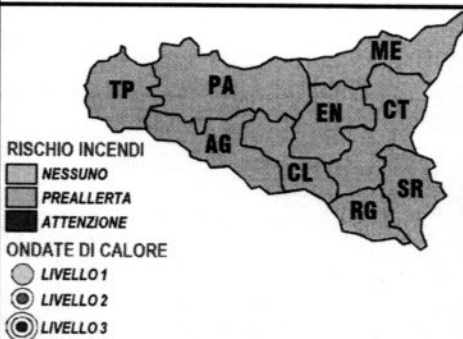 ME
TP
PA
EN
CT
AG
CL
SR
RG
RISCHIO INCENDI
NESSUNO
PREALLERTA
ATTENZIONE
ONDATE DI CALORE
LIVELLO 1
LIVELLO 2
LIVELLO 3